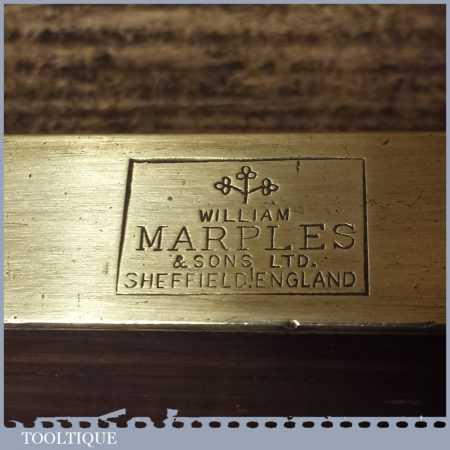 WILLIAM
MARPLES
& SONS LTD.
SHEFFIELD. ENGLAND
TOOLTIQUE